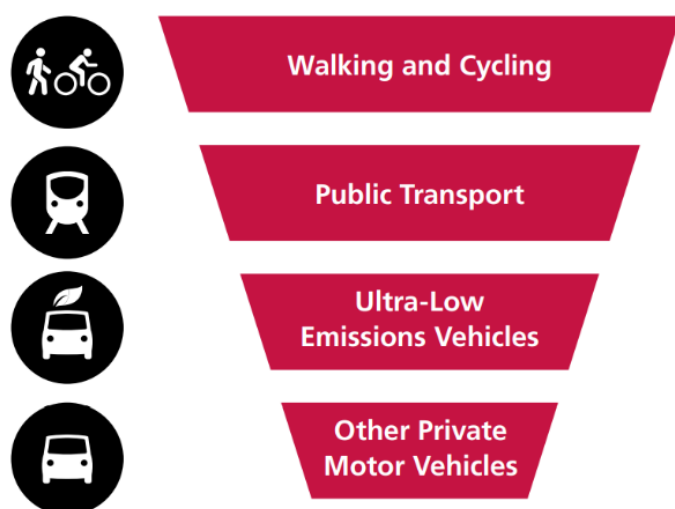 Walking and Cycling
Public Transport
Ultra-Low
Emissions Vehicles
Other Private
Motor Vehicles